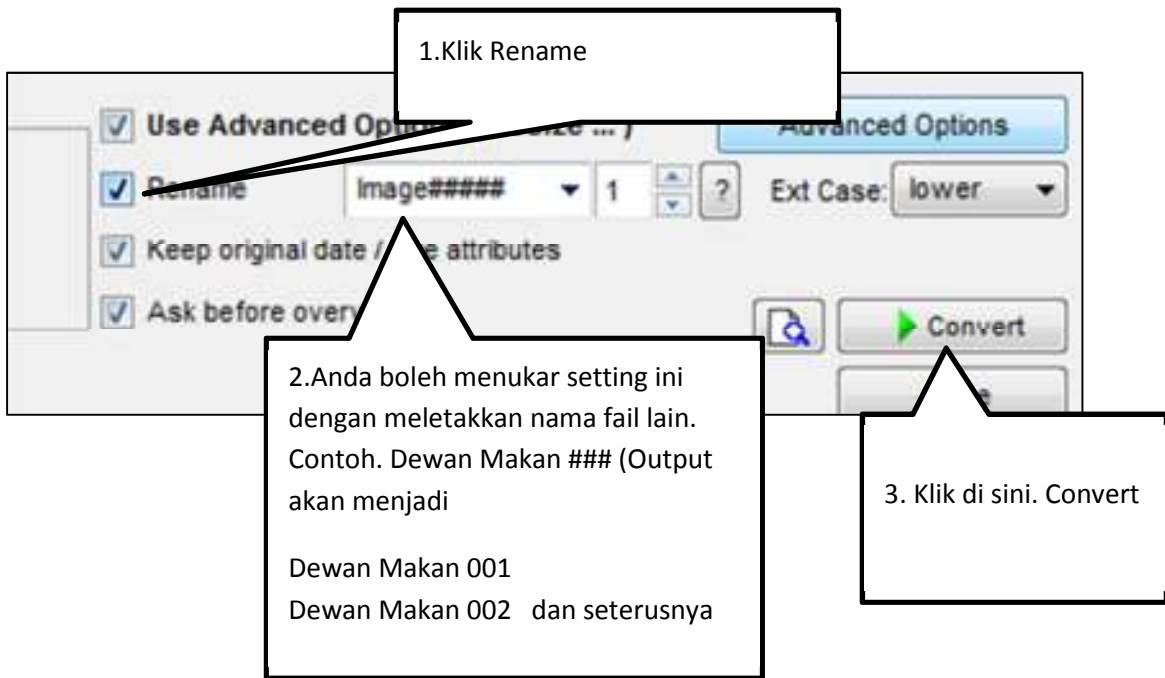 1.Klik Rename
Use Advanced ... )
Advanced Options
Rename
Image#####
1
?
Ext Case:
lower
Keep original date / attributes
Ask before
Convert
2.Anda boleh menukar setting ini
dengan meletakkan nama fail lain.
Contoh. Dewan Makan ### (Output
akan menjadi
Dewan Makan 001
Dewan Makan 002 dan seterusnya
3. Klik di sini. Convert